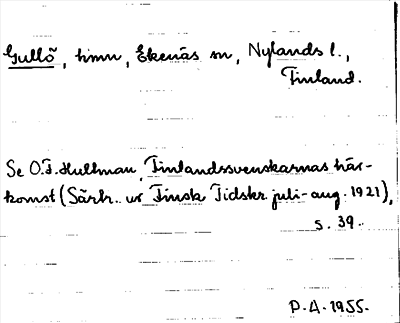 Gullö, hmn, Ekenäs sn, Nylands l.,
Finland.
Se O.F. Hultman, Finlandssvenskarnas här-
komst (Särtr. ur Finsk Tidskr juli-aug. 1921),
s. 39.
P.A. 1955.